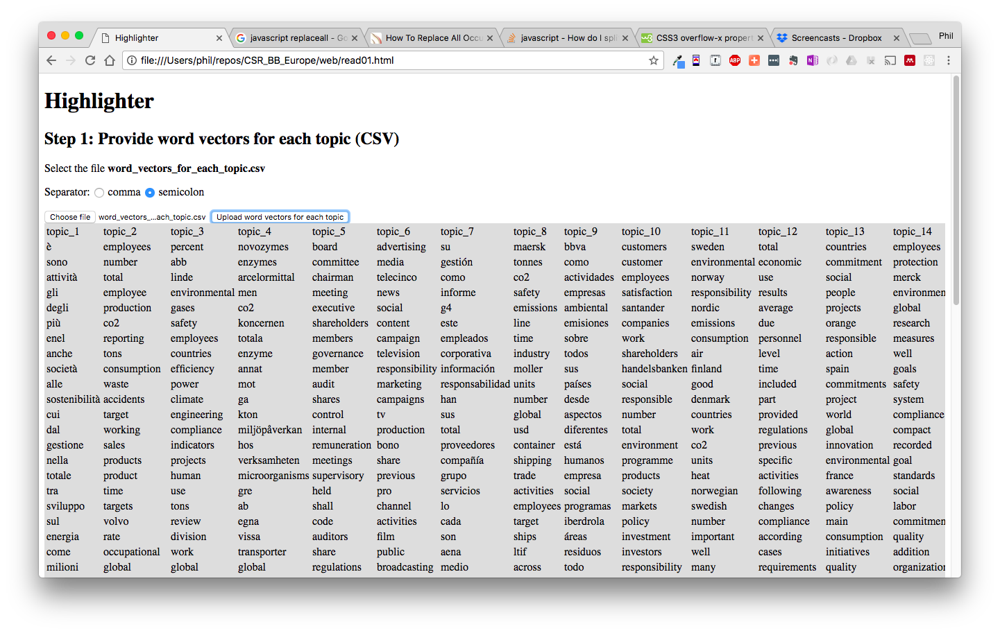 Highlighter
javascript replaceall - Go
How To Replace All Occu
javascript - How do I spli
CSS3 overflow-x propert
Screencasts - Dropbox
Phil
file:///Users/phil/repos/CSR_BB_Europe/web/read01.html
ABP
Highlighter
Step 1: Provide word vectors for each topic (CSV)
Select the file word_vectors_for_each_topic.csv
Separator: comma semicolon
Choose file word_vectors_...ach_topic.csv Upload word vectors for each topic
topic_1 topic_2 topic_3 topic_4 topic_5 topic_6 topic_7 topic_8 topic_9 topic_10 topic_11 topic_12 topic_13 topic_14
è employees percent novozymes board advertising su maersk bbva customers sweden total countries employees
sono number abb enzymes committee media gestión tonnes como customer environmental economic commitment protection
attività total linde arcelormittal chairman telecinco como co2 actividades employees norway use social merck
gli employee environmental men meeting news informe safety empresas satisfaction responsibility results people environmen
degli production gases co2 executive social g4 emissions ambiental santander nordic average projects global
più co2 safety koncernen shareholders content este line emisiones companies emissions due orange research
enel reporting employees totala members campaign empleados time sobre work consumption personnel responsible measures
anche tons countries enzyme governance television corporativa industry todos shareholders air level action well
società consumption efficiency annat member responsibility información moller sus handelsbanken finland time spain goals
alle waste power mot audit marketing responsabilidad units países social good included commitments safety
sostenibilità accidents climate ga shares campaigns han number desde responsible denmark part project system
cui target engineering kton control tv sus global aspectos number countries provided world compliance
dal working compliance miljöpåverkan internal production total usd diferentes total work regulations global compact
gestione sales indicators hos remuneration bono proveedores container está environment co2 previous innovation recorded
nella products projects verksamheten meetings share compañía shipping humanos programme units specific environmental goal
totale product human microorganisms supervisory previous grupo trade empresa products heat activities france standards
tra time use gre held pro servicios activities social society norwegian following awareness social
sviluppo targets tons ab shall channel lo employees programas markets swedish changes policy labor
sul volvo review egna code activities cada target iberdrola policy number compliance main commitmen
energia rate division vissa auditors film son ships áreas investment important according consumption quality
come occupational work transporter share public aena ltif residuos investors well cases initiatives addition
milioni global global global regulations broadcasting medio across todo responsibility many requirements quality organization